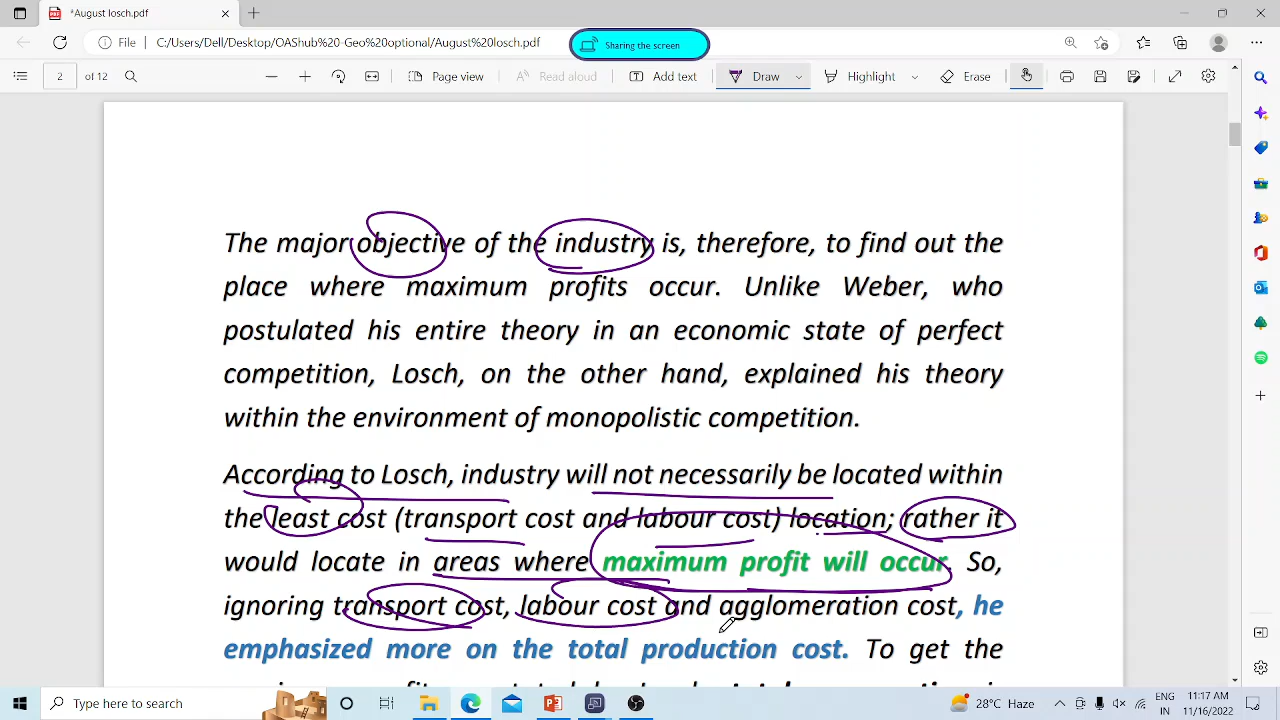 *August losch.pdf
File
C:/Users/Dell/Desktop/OAShub%20_Geo%20optional/August%20losch.pdf
Sharing the screen
2
of 12
Page view
Read aloud
Add text
Draw
Highlight
Erase
The major objective of the industry is, therefore, to find out the
place where maximum profits occur. Unlike Weber, who
postulated his entire theory in an economic state of perfect
competition, Losch, on the other hand, explained his theory
within the environment of monopolistic competition.
According to Losch, industry will not necessarily be located within
the least cost (transport cost and labour cost) location; rather it
would locate in areas where maximum profit will occur. So,
ignoring transport cost, labour cost and agglomeration cost, he
emphasized more on the total production cost. To get the
Type here to search
28°C Haze
ENG
IN
11:17 AM
11/16/2022